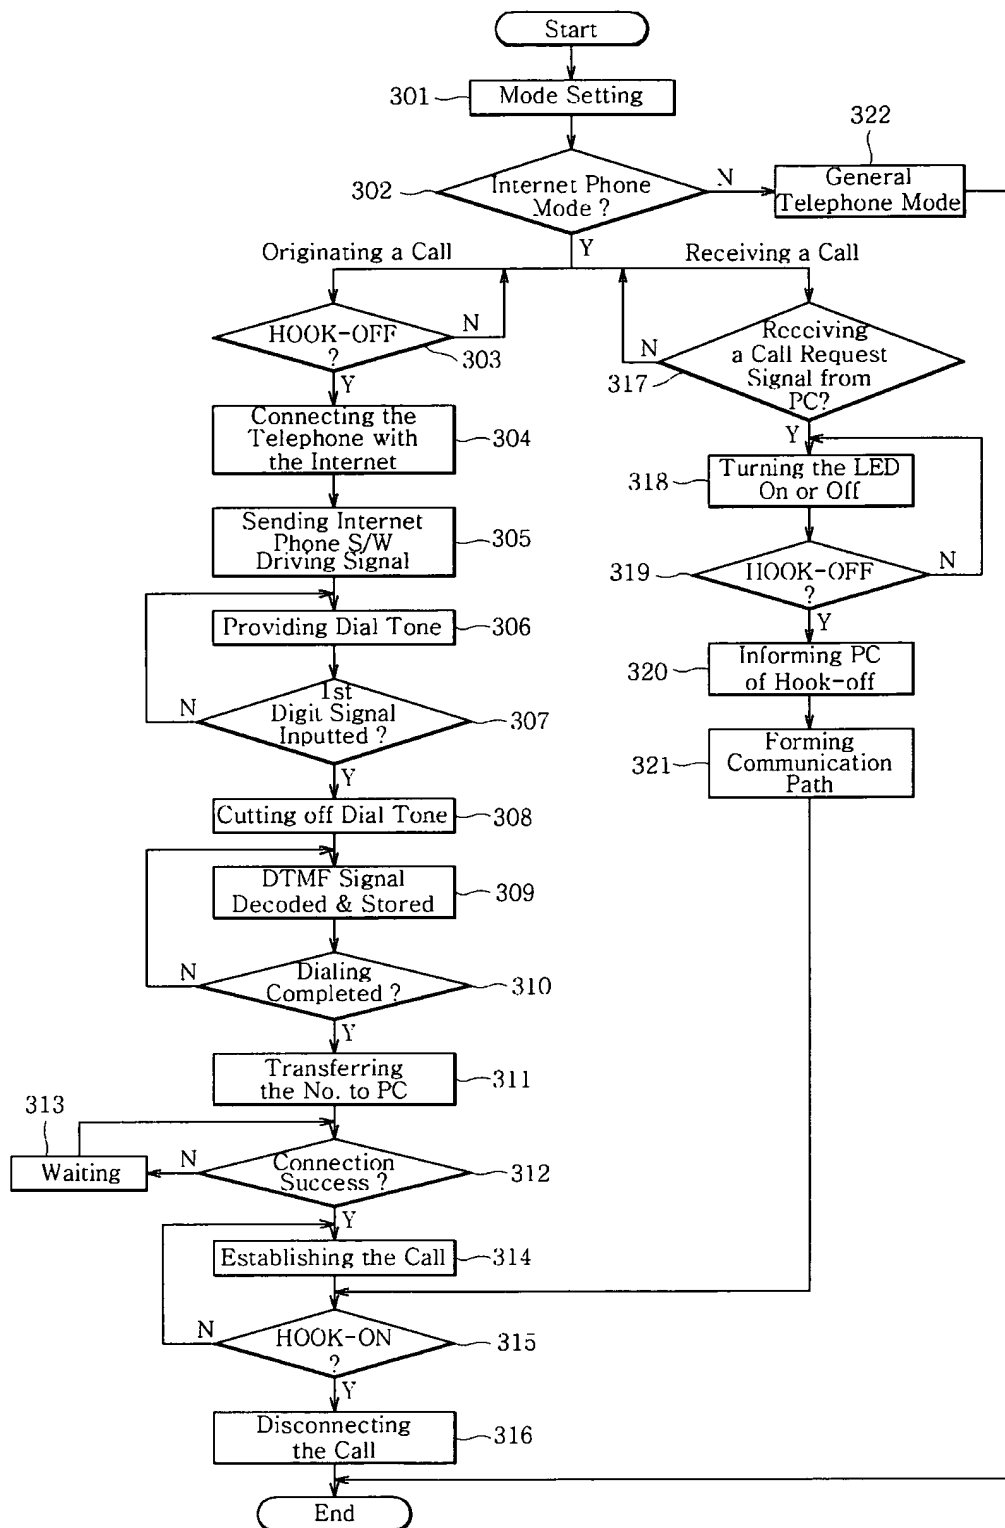 Start
301
Mode Setting
322
302
Internet Phone
Mode ?
N
General
Telephone Mode
Y
Originating a Call
Receiving a Call
HOOK-OFF
?
N
303
Y
Receiving
a Call Request
Signal from
PC?
N
317
Y
Connecting the
Telephone with
the Internet
304
318
Turning the LED
On or Off
Sending Internet
Phone S/W
Driving Signal
305
319
HOOK-OFF
?
N
Y
Providing Dial Tone
306
320
Informing PC
of Hook-off
1st
Digit Signal
Inputted ?
N
307
Y
321
Forming
Communication
Path
Cutting off Dial Tone
308
DTMF Signal
Decoded & Stored
309
N
Dialing
Completed ?
310
Y
Transferring
the No. to PC
311
313
Waiting
N
Connection
Success ?
312
Y
Establishing the Call
314
N
HOOK-ON
?
315
Y
Disconnecting
the Call
316
End